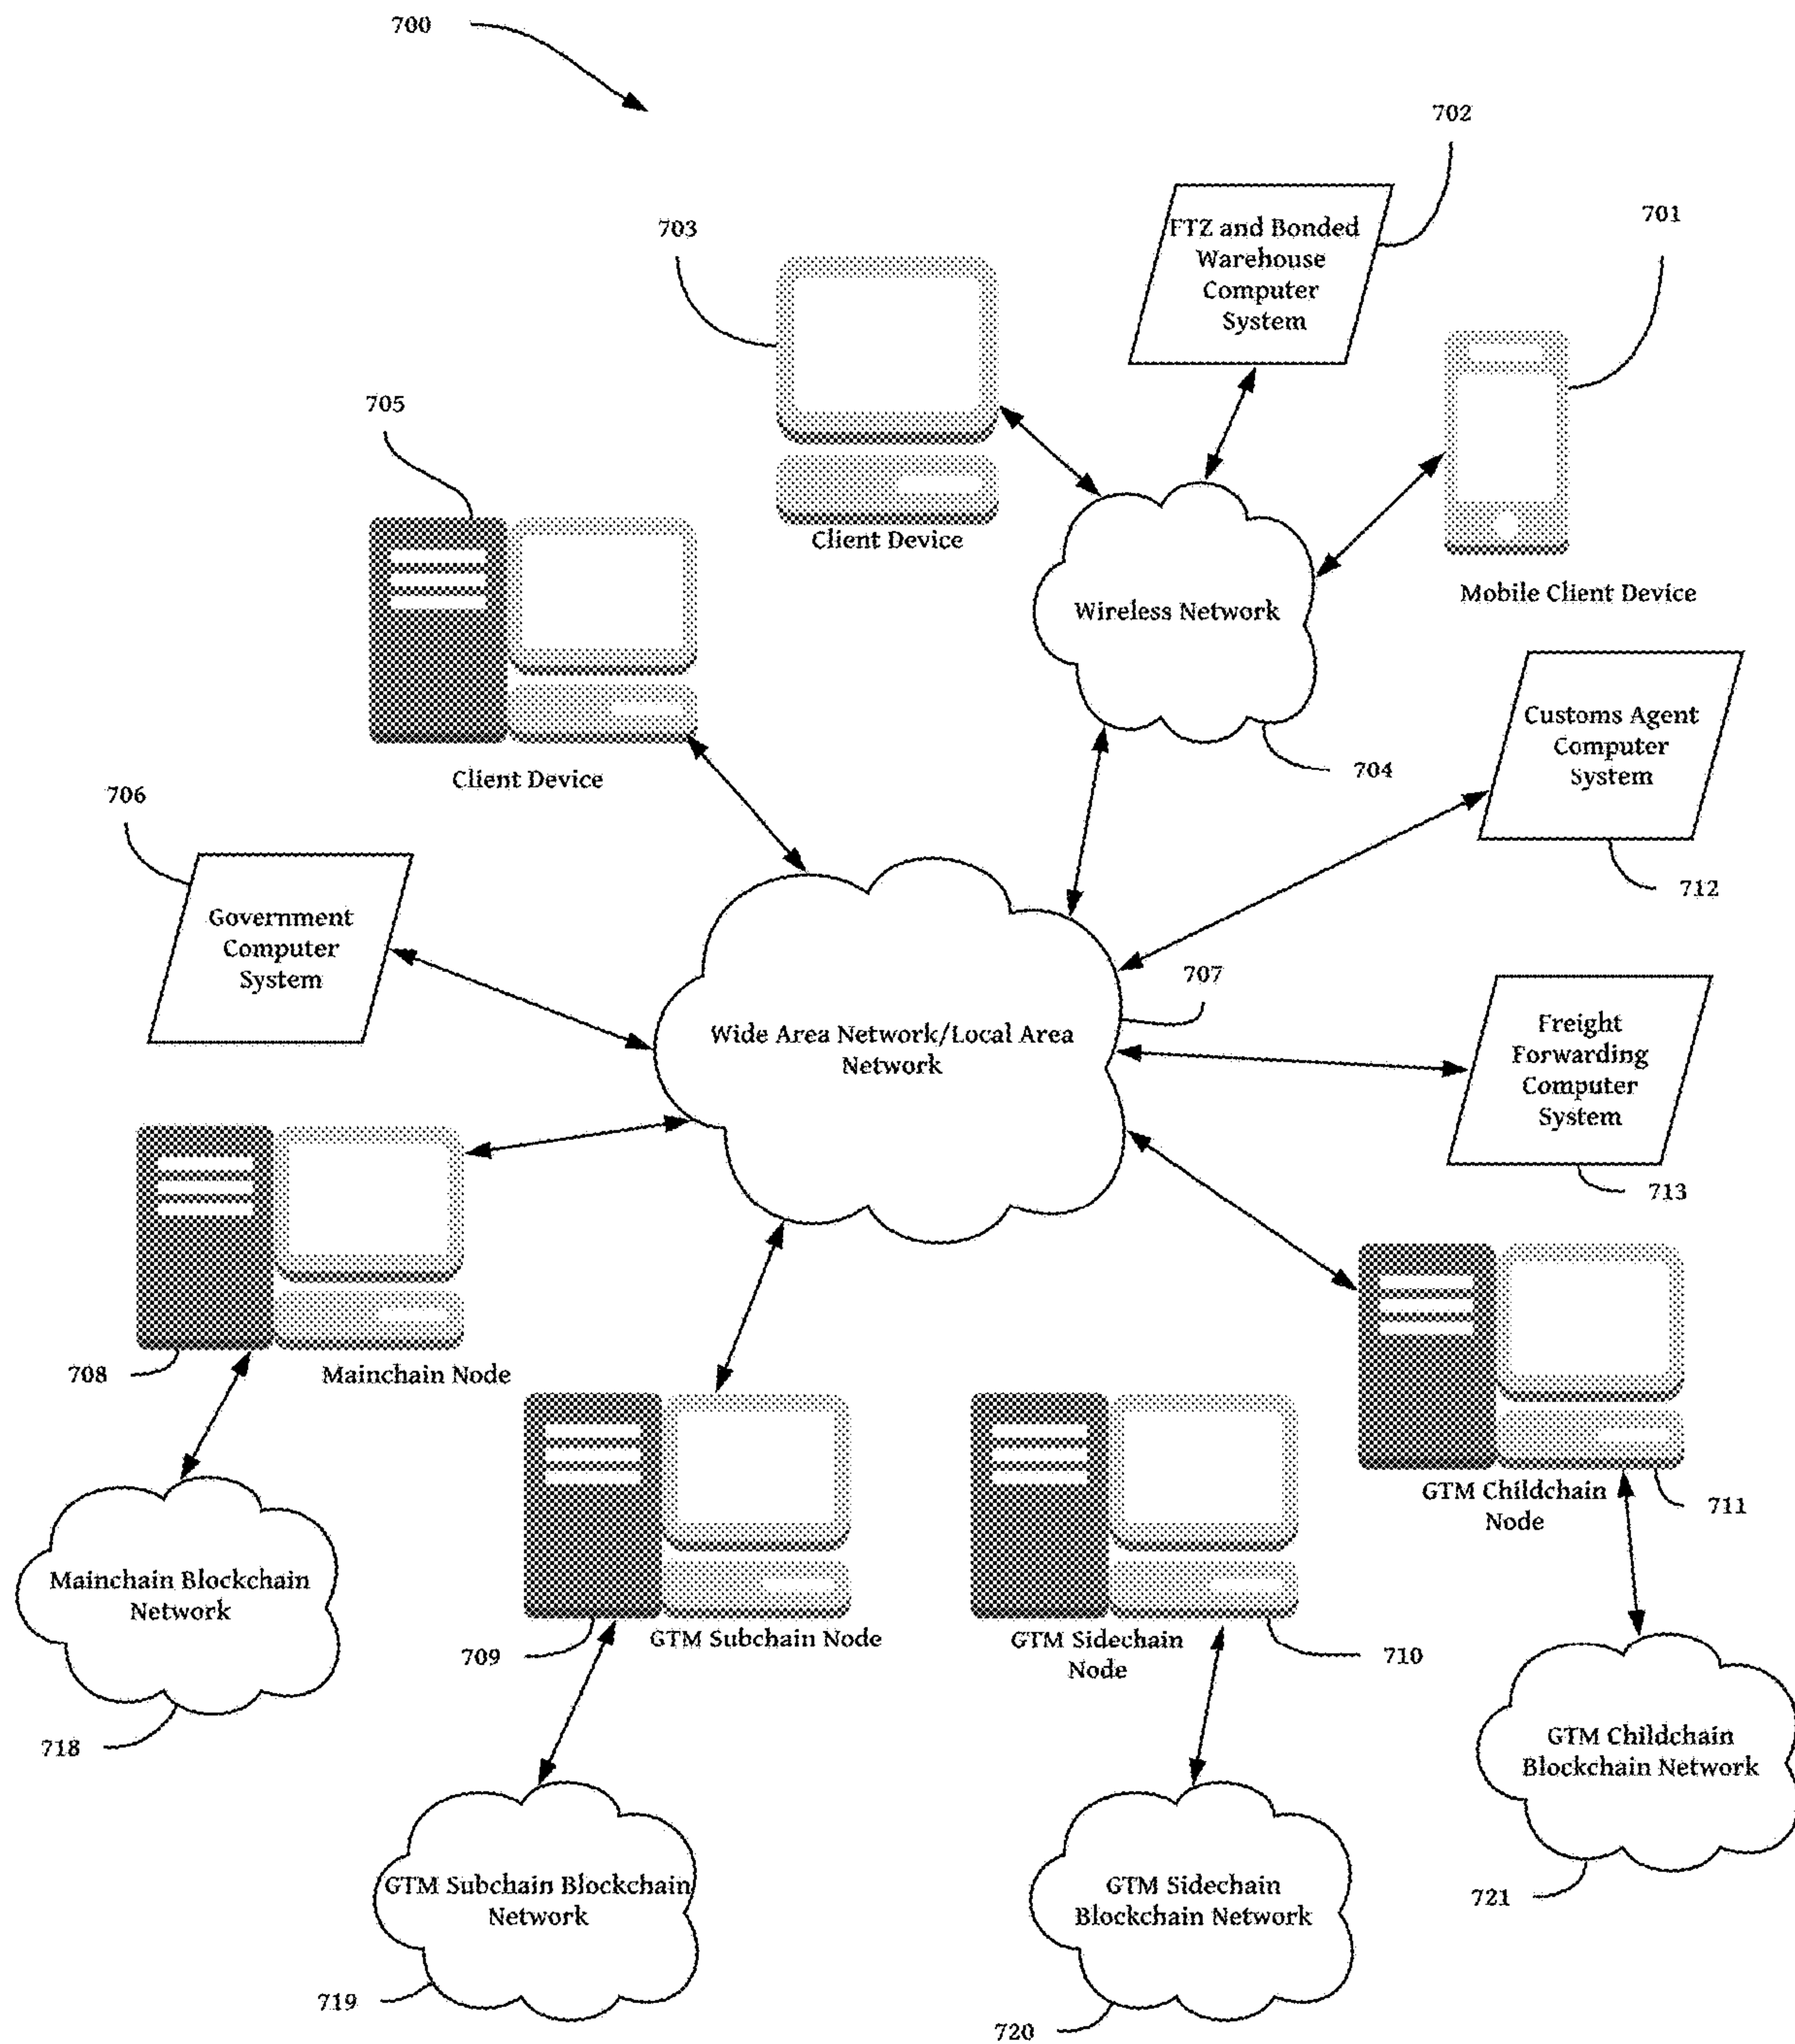 700
702
701
703
FTZ and Bonded
Warehouse
Computer
System
705
Client Device
Mobile Client Device
Wireless Network
Customs Agent
Computer
System
704
Client Device
706
712
Government
Computer
System
707
Wide Area Network/Local Area
Network
Freight
Forwarding
Computer
System
713
708
Mainchain Node
GTM Childchain
Node
711
Mainchain Blockchain
Network
709
GTM Subchain Node
GTM Sidechain
Node
710
718
GTM Childchain
Blockchain Network
GTM Subchain Blockchain
Network
GTM Sidechain
Blockchain Network
721
719
720